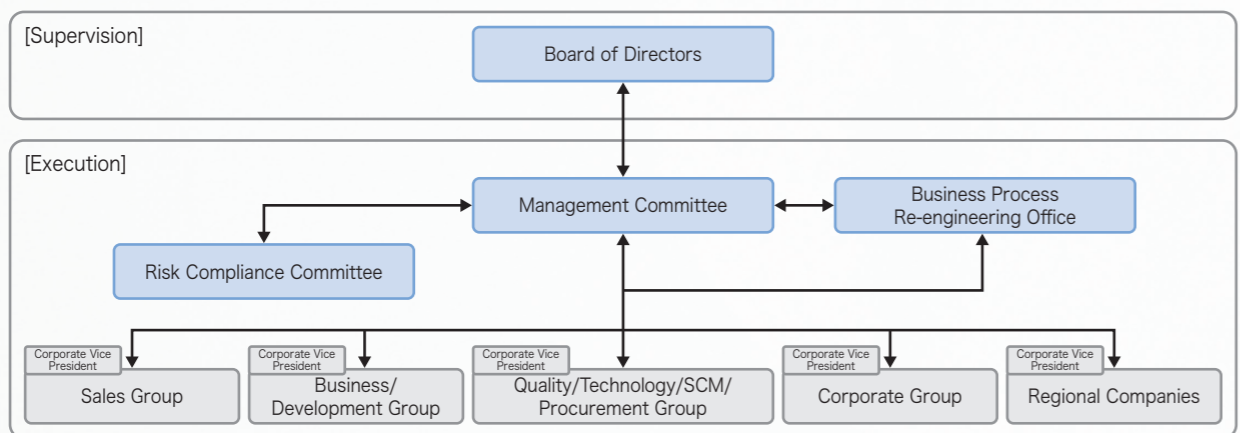 [Supervision]
Board of Directors
[Execution]
Management Committee
Business Process
Re-engineering Office
Risk Compliance Committee
Corporate Vice
President
Sales Group
Corporate Vice
President
Business/
Development Group
Corporate Vice
President
Quality/Technology/SCM/
Procurement Group
Corporate Vice
President
Corporate Group
Corporate Vice
President
Regional Companies